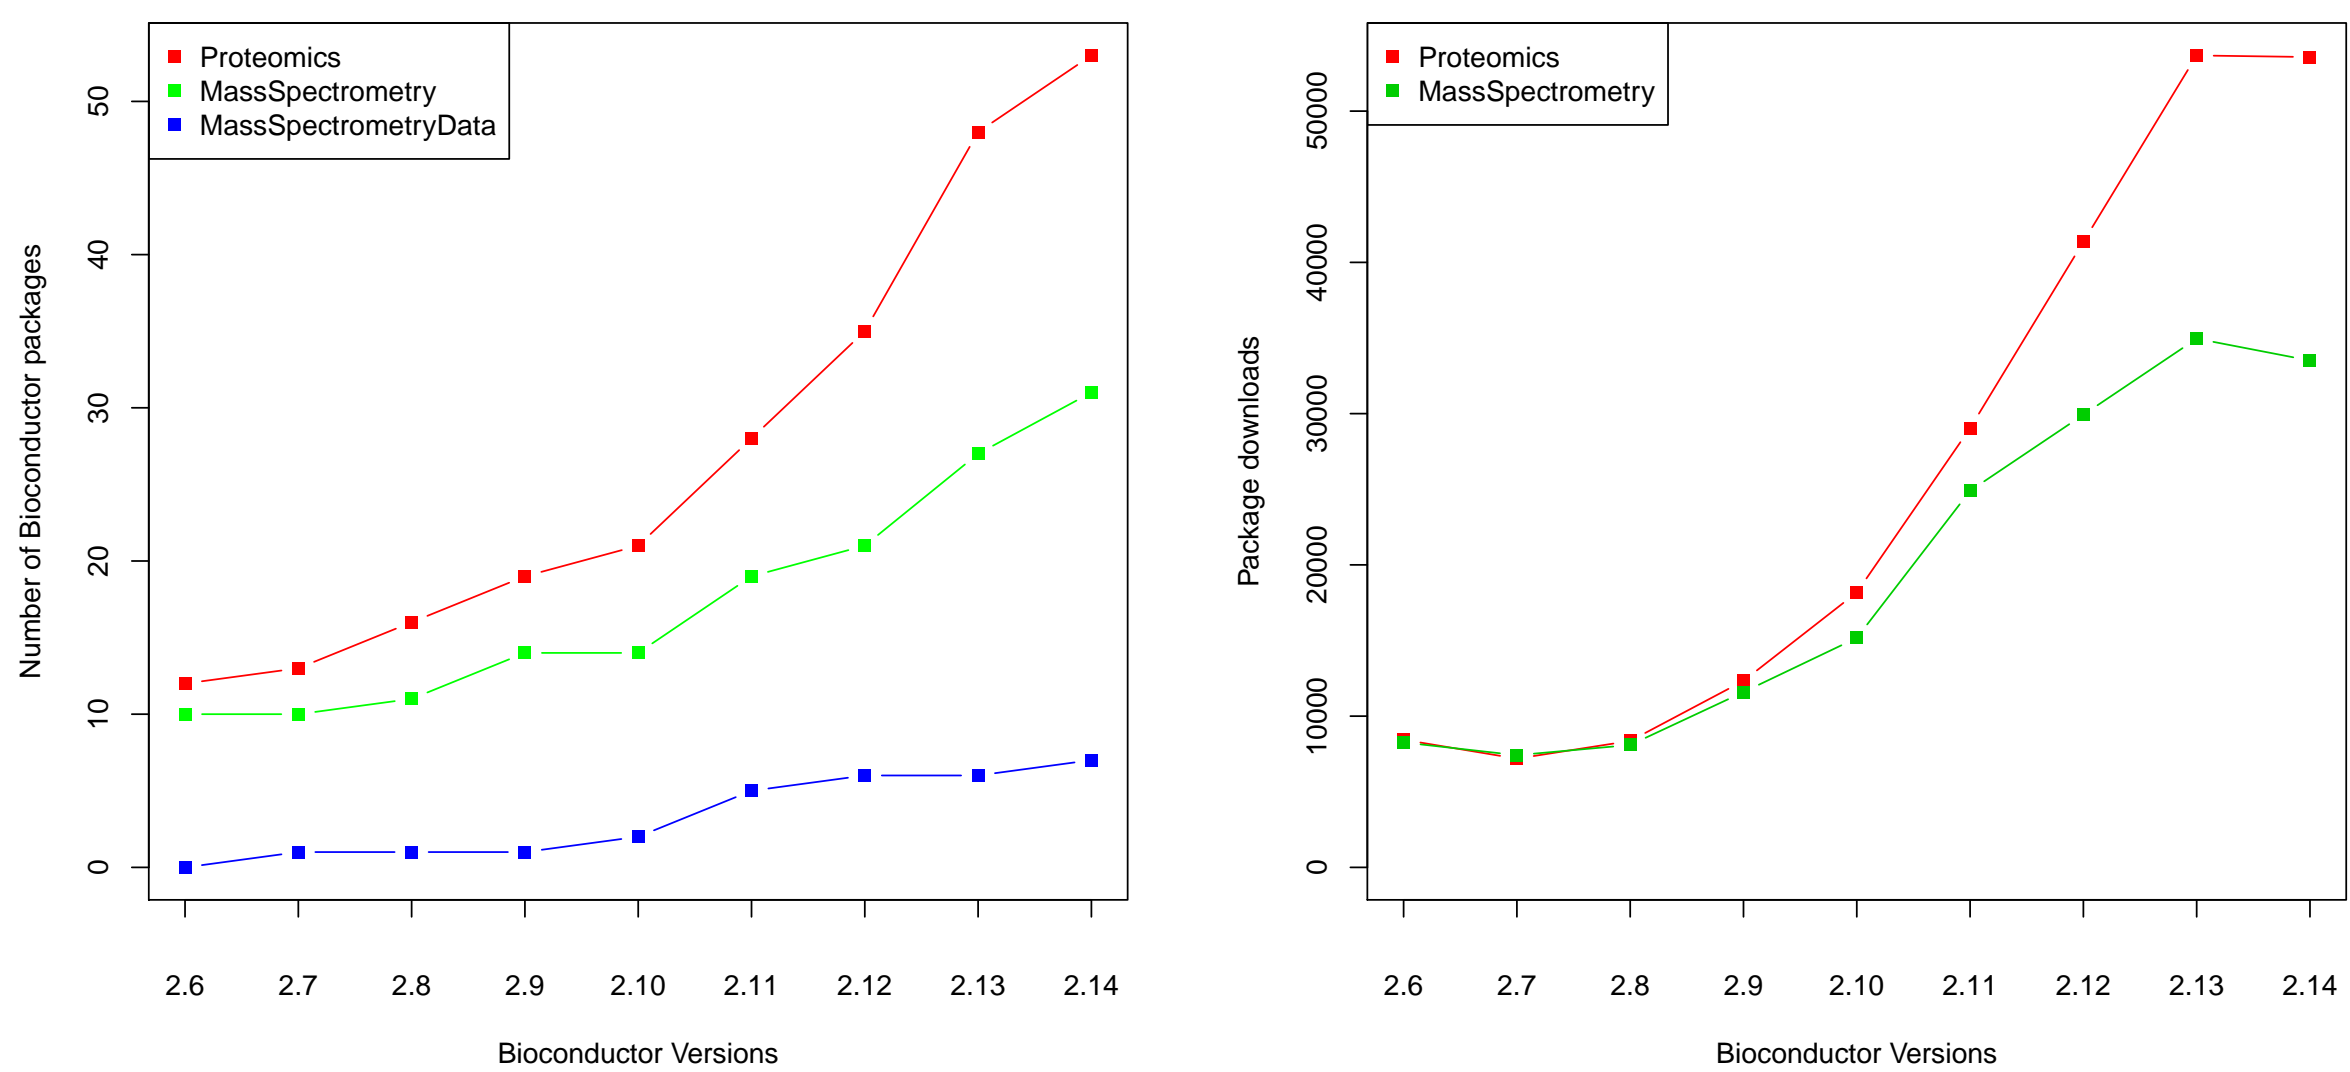 Proteomics
MassSpectrometry
MassSpectrometryData
Number of Bioconductor packages
50
40
30
20
10
0
2.6 2.7 2.8 2.9 2.10 2.11 2.12 2.13 2.14
Bioconductor Versions
Proteomics
MassSpectrometry
Package downloads
50000
40000
30000
20000
10000
0
2.6 2.7 2.8 2.9 2.10 2.11 2.12 2.13 2.14
Bioconductor Versions